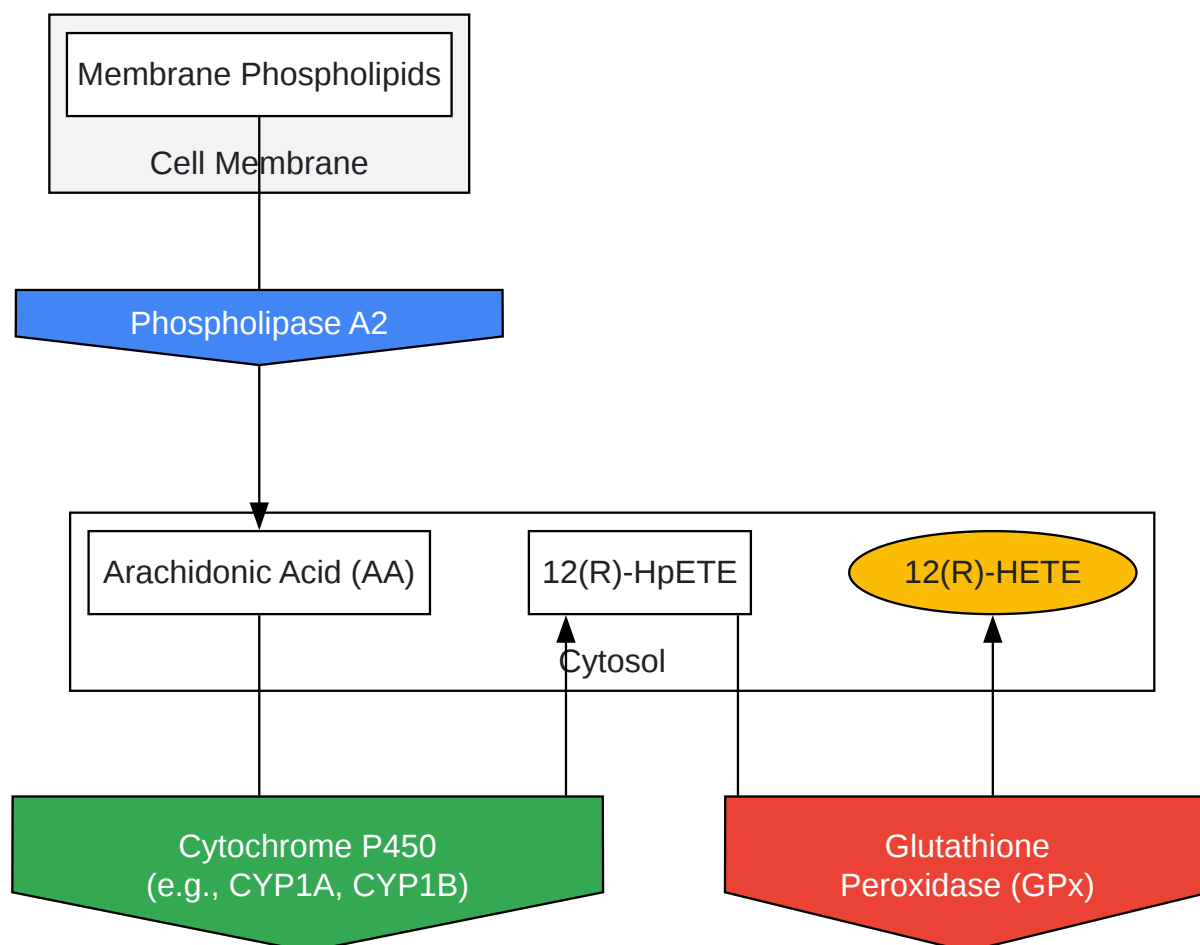 Membrane Phospholipids
Cell Membrane
Phospholipase A2
Arachidonic Acid (AA)
12(R)-HpETE
12(R)-HETE
Cytosol
Cytochrome P450
(e.g., CYP1A, CYP1B)
Glutathione
Peroxidase (GPx)